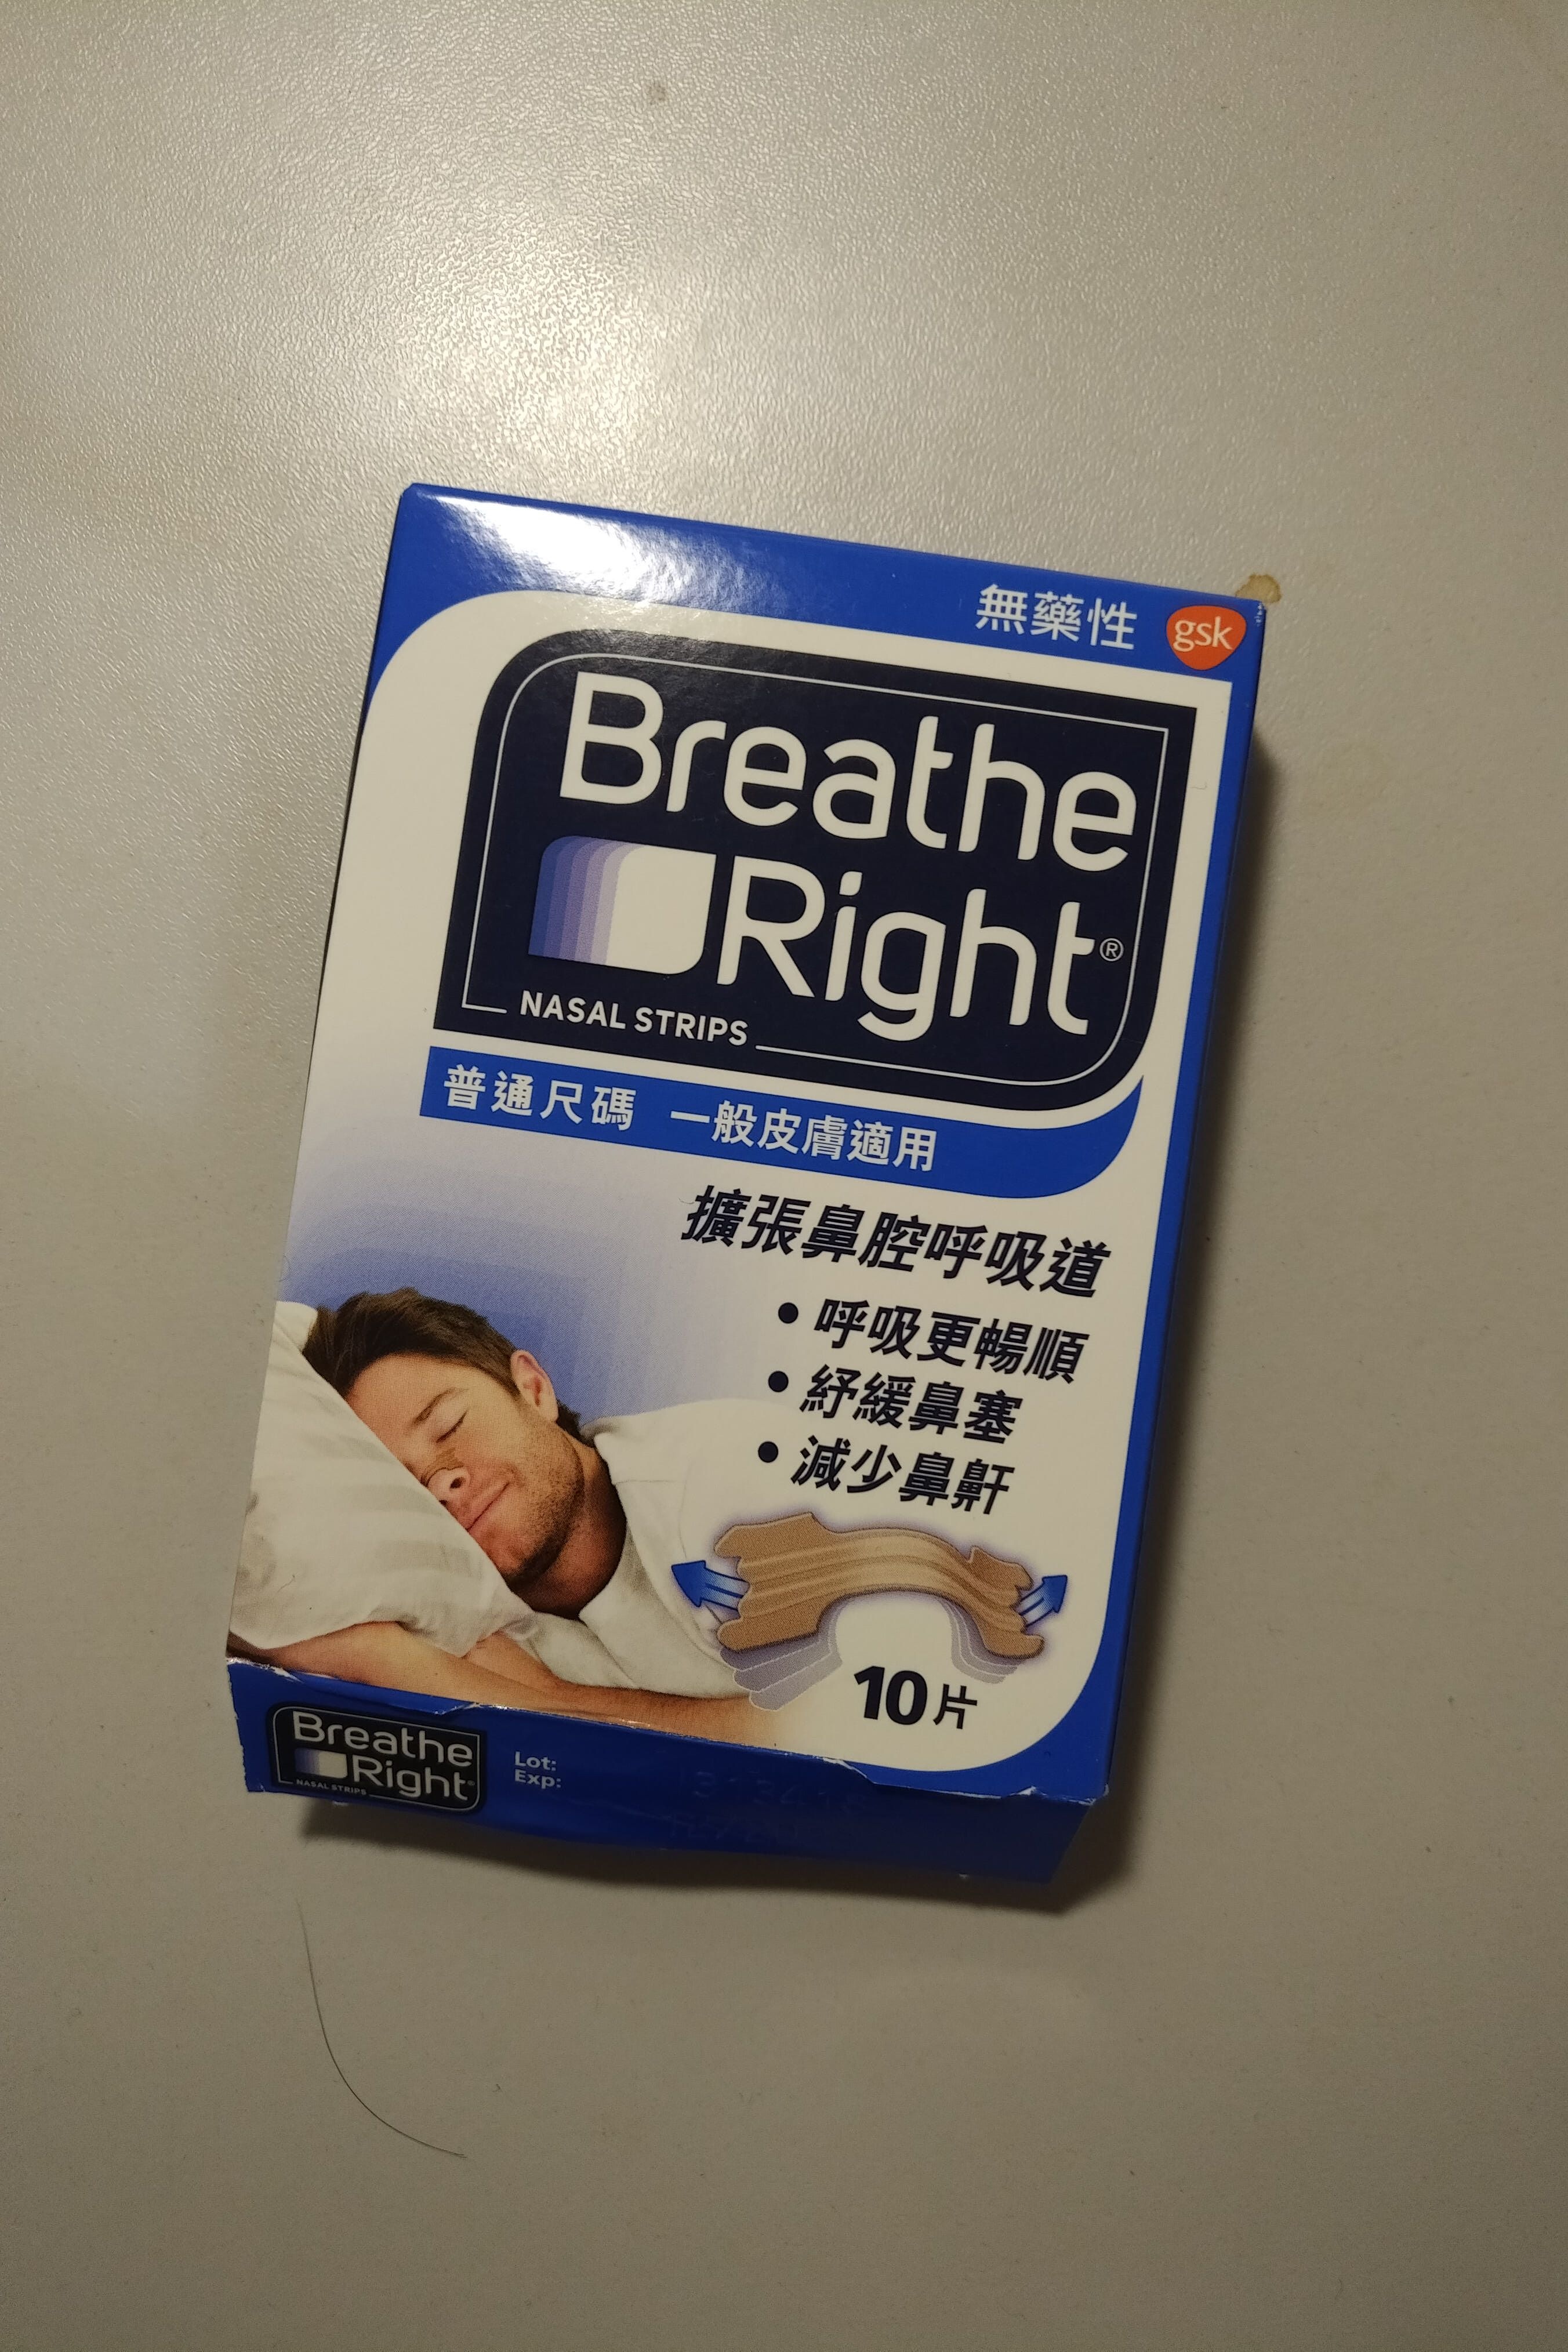 無藥性 gsk
Breathe
Right®
NASAL STRIPS
普通尺碼 一般皮膚適用
擴張鼻腔呼吸道
• 呼吸更暢順
• 紓緩鼻塞
• 減少鼻鼾
10片
Breathe
Right®
NASAL STRIPS
Lot:
Exp: